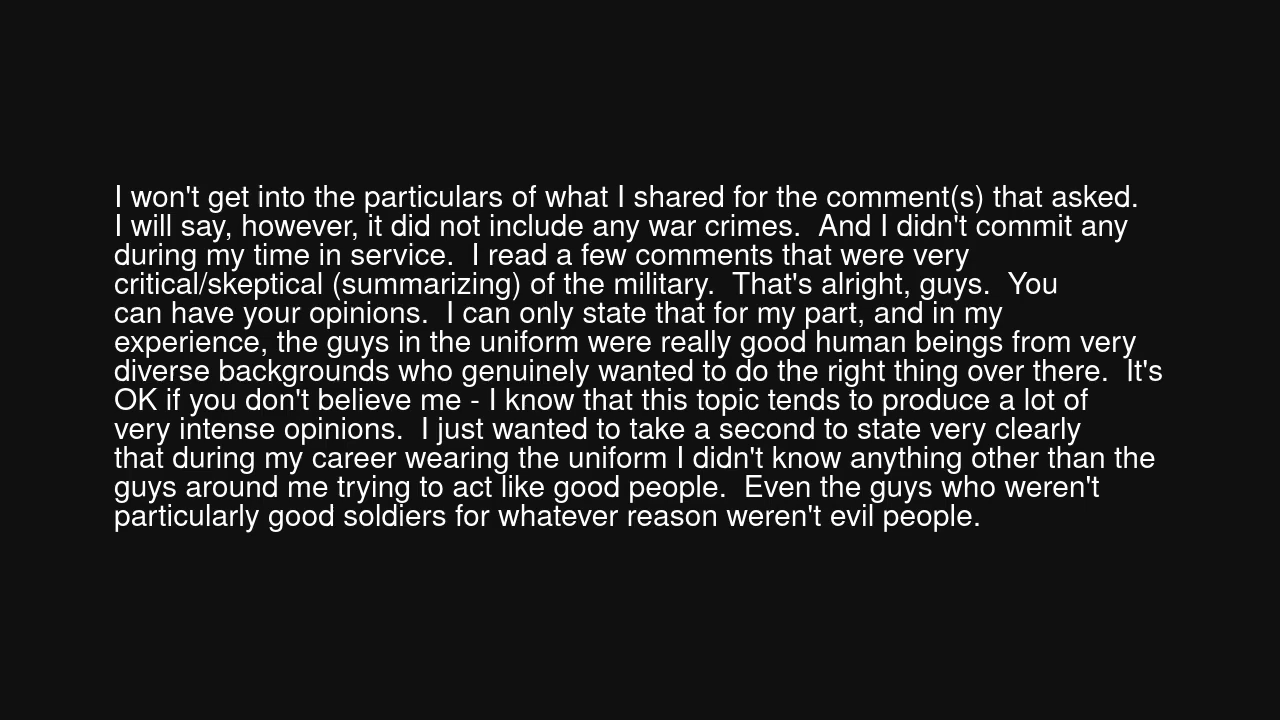 I won't get into the particulars of what I shared for the comment(s) that asked.
I will say, however, it did not include any war crimes.  And I didn't commit any
during my time in service.  I read a few comments that were very
critical/skeptical (summarizing) of the military.  That's alright, guys.  You
can have your opinions.  I can only state that for my part, and in my
experience, the guys in the uniform were really good human beings from very
diverse backgrounds who genuinely wanted to do the right thing over there.  It's
OK if you don't believe me - I know that this topic tends to produce a lot of
very intense opinions.  I just wanted to take a second to state very clearly
that during my career wearing the uniform I didn't know anything other than the
guys around me trying to act like good people.  Even the guys who weren't
particularly good soldiers for whatever reason weren't evil people.